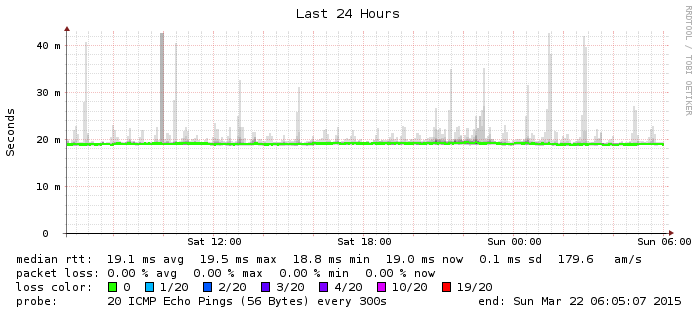 Last 24 Hours
RRDTOOL / TOBI OETIKER
Seconds
40 m
30 m
20 m
10 m
0
Sat 12:00 Sat 18:00 Sun 00:00 Sun 06:00
median rtt: 19.1 ms avg 19.5 ms max 18.8 ms min 19.0 ms now 0.1 ms sd 179.6 am/s
packet loss: 0.00 % avg 0.00 % max 0.00 % min 0.00 % now
loss color: 0 1/20 2/20 3/20 4/20 10/20 19/20
probe: 20 ICMP Echo Pings (56 Bytes) every 300s end: Sun Mar 22 06:05:07 2015